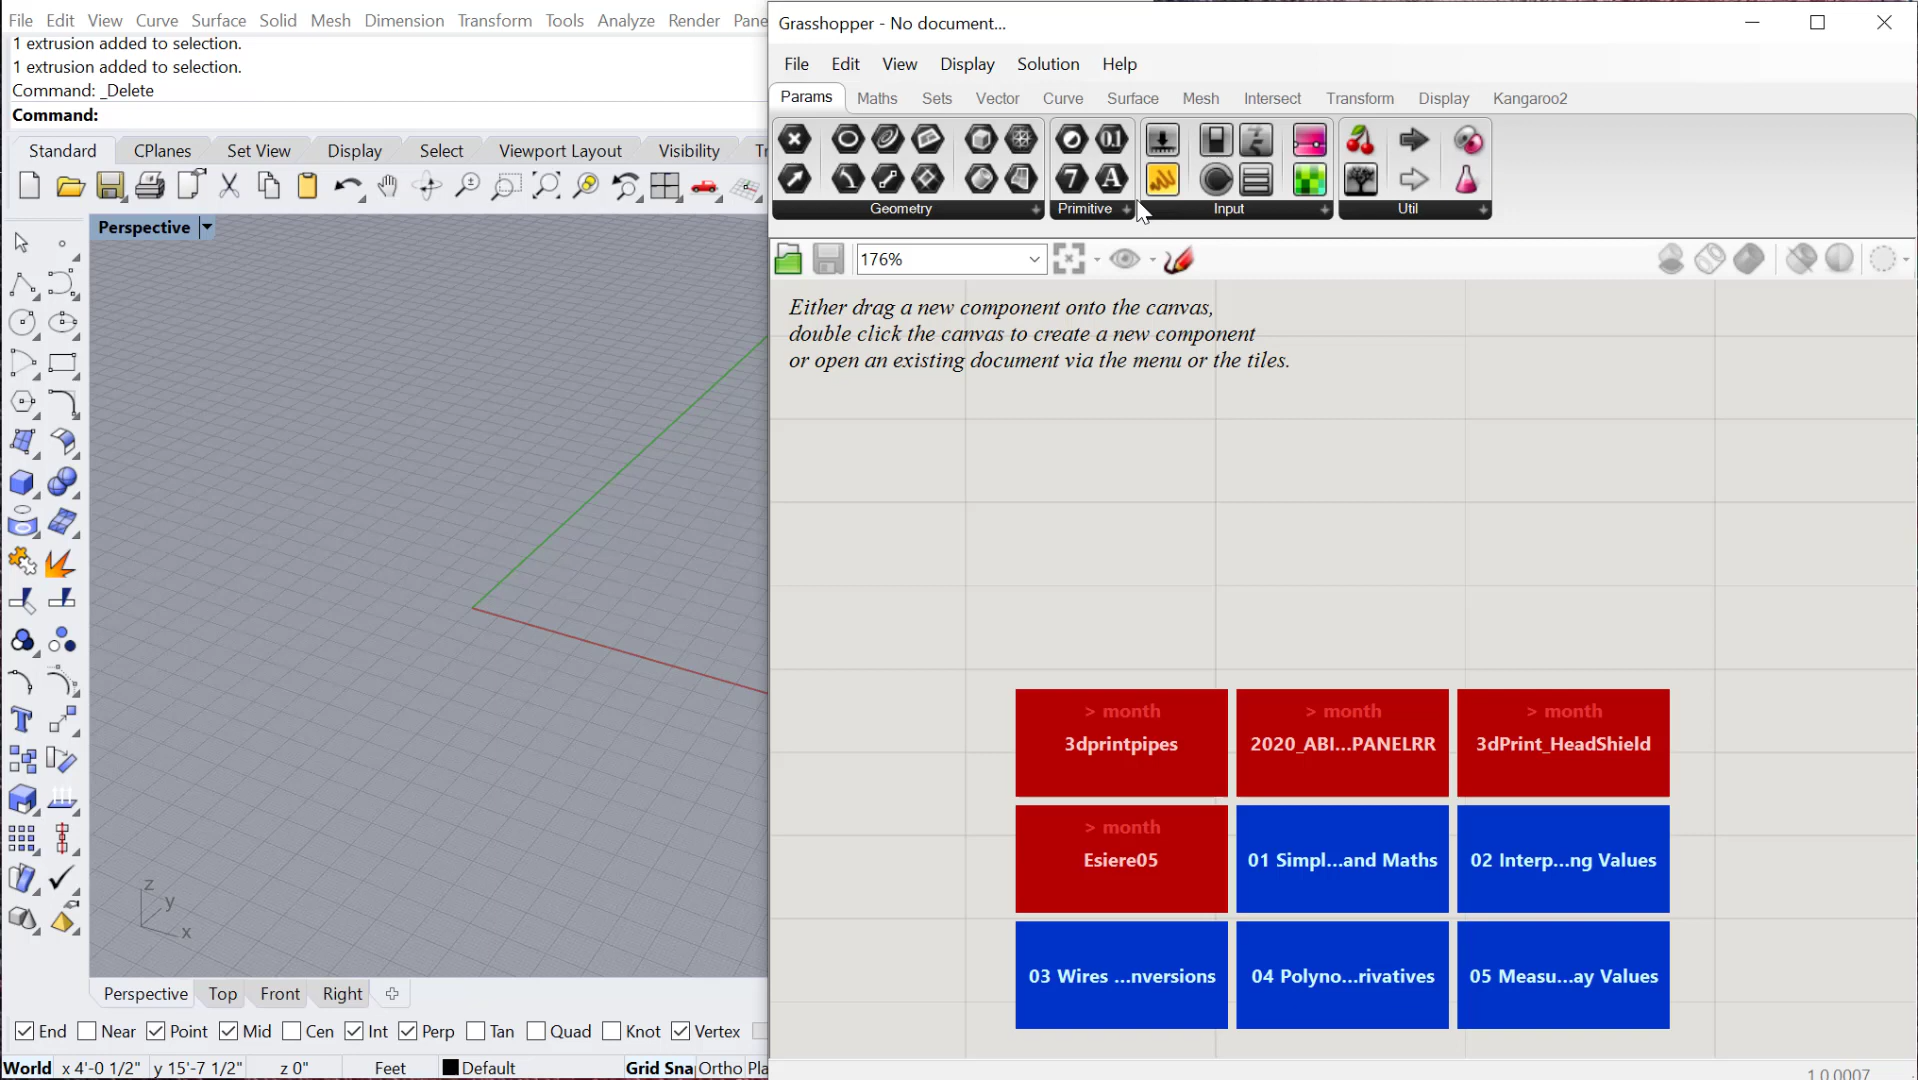 File Edit View Curve Surface Solid Mesh Dimension Transform Tools Analyze Render Pane
1 extrusion added to selection.
1 extrusion added to selection.
Command: _Delete
Command:
Standard CPlanes Set View Display Select Viewport Layout Visibility Tr
Perspective
z
y
x
Perspective Top Front Right
End Near Point Mid Cen Int Perp Tan Quad Knot Vertex
World x 4'-0 1/2" y 15'-7 1/2" z 0" Feet Default Grid Sna Ortho Pla
Grasshopper - No document...
File Edit View Display Solution Help
Params Maths Sets Vector Curve Surface Mesh Intersect Transform Display Kangaroo2
0.1
7 A
Geometry Primitive Input Util
176%
Either drag a new component onto the canvas,
double click the canvas to create a new component
or open an existing document via the menu or the tiles.
> month > month > month
3dprintpipes 2020_ABI...PANELRR 3dPrint_HeadShield
> month
Esiere05 01 Simpl...and Maths 02 Interp...ng Values
03 Wires ...nversions 04 Polyno...rivatives 05 Measu...ay Values
1.0.0007